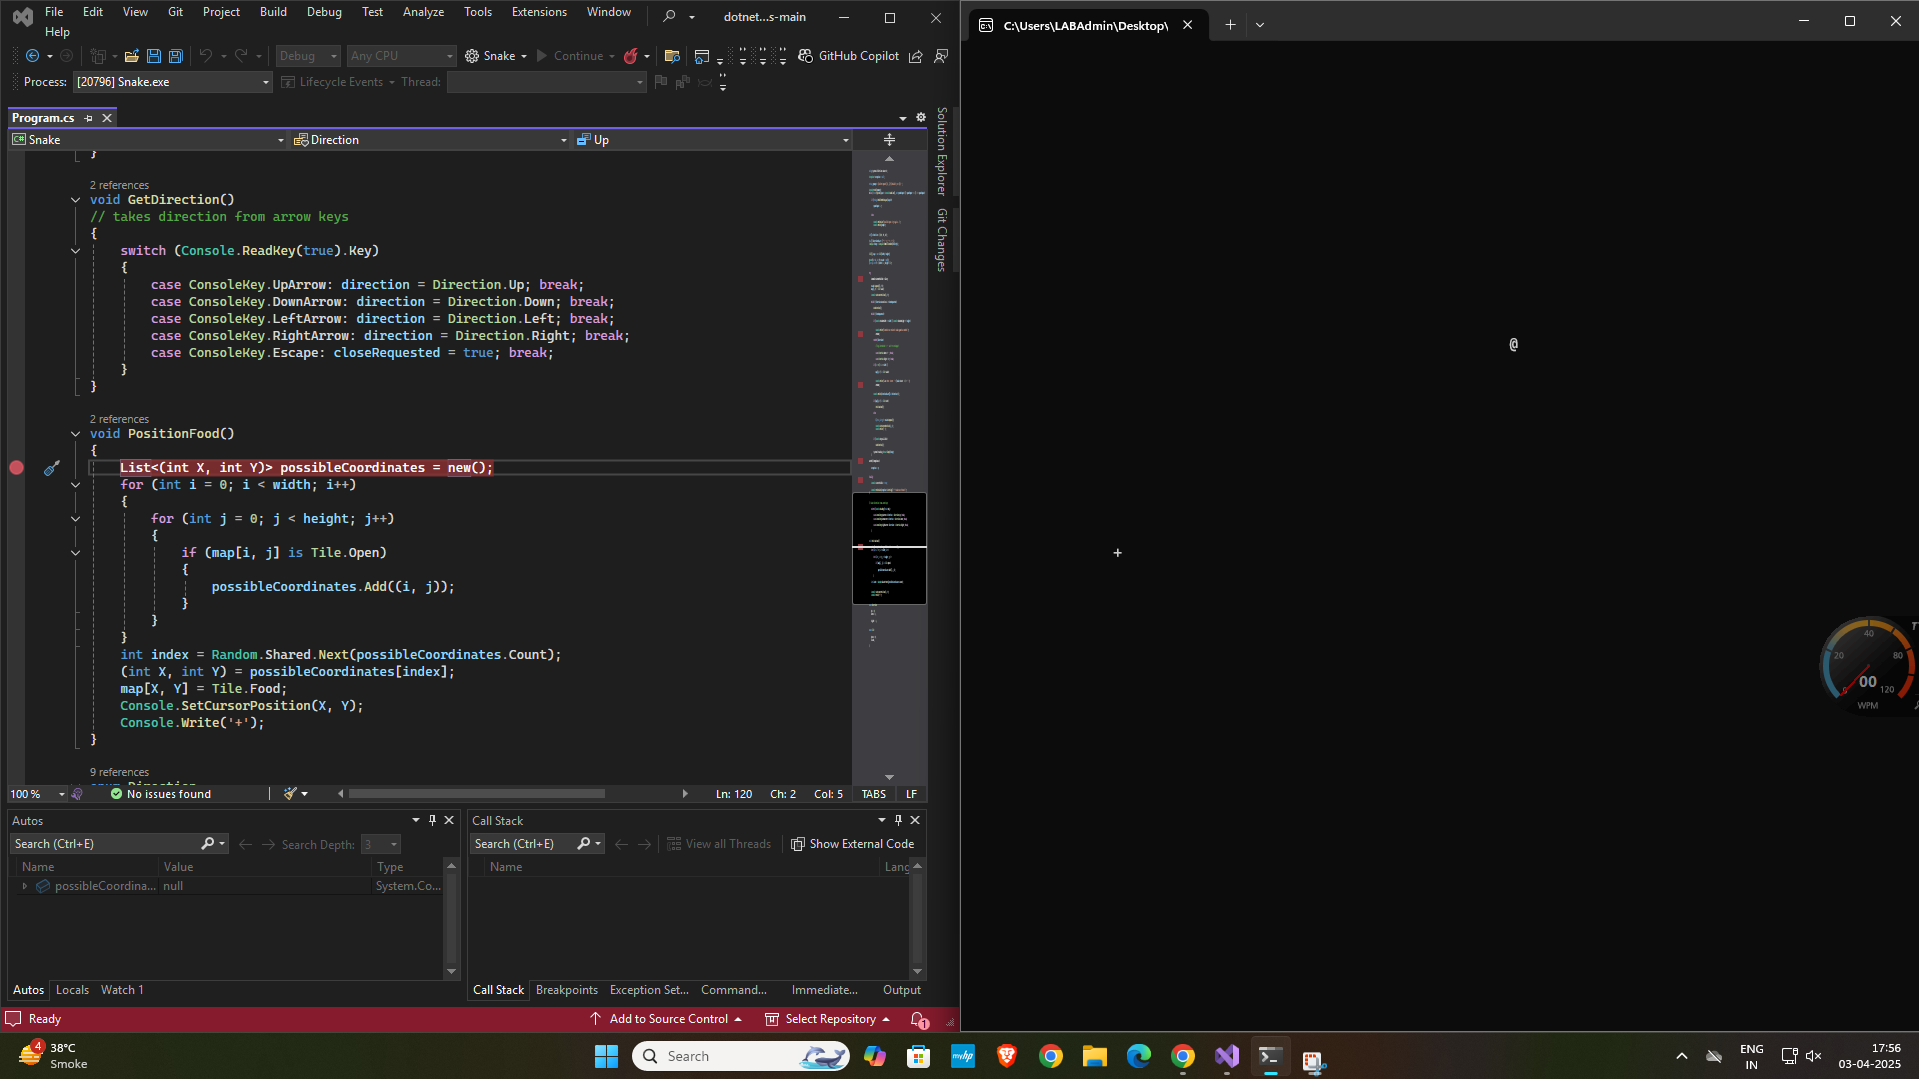 File Edit View Git Project Build Debug Test Analyze Tools Extensions Window
dotnet...s-main
Help
Debug Any CPU Snake Continue GitHub Copilot
Process: [20796] Snake.exe Lifecycle Events Thread:
Program.cs
Snake Direction Up
}
2 references
void GetDirection()
// takes direction from arrow keys
{
switch (Console.ReadKey(true).Key)
{
case ConsoleKey.UpArrow: direction = Direction.Up; break;
case ConsoleKey.DownArrow: direction = Direction.Down; break;
case ConsoleKey.LeftArrow: direction = Direction.Left; break;
case ConsoleKey.RightArrow: direction = Direction.Right; break;
case ConsoleKey.Escape: closeRequested = true; break;
}
}
2 references
void PositionFood()
{
List<(int X, int Y)> possibleCoordinates = new();
for (int i = 0; i < width; i++)
{
for (int j = 0; j < height; j++)
{
if (map[i, j] is Tile.Open)
{
possibleCoordinates.Add((i, j));
}
}
}
int index = Random.Shared.Next(possibleCoordinates.Count);
(int X, int Y) = possibleCoordinates[index];
map[X, Y] = Tile.Food;
Console.SetCursorPosition(X, Y);
Console.Write('+');
}
9 references
enum Direction
Solution Explorer
Git Changes
100 % No issues found Ln: 120 Ch: 2 Col: 5 TABS LF
Autos
Search (Ctrl+E) Search Depth: 3
Name Value Type
possibleCoordina... null System.Co...
Autos Locals Watch 1
Call Stack
Search (Ctrl+E) View all Threads Show External Code
Name Lang
Call Stack Breakpoints Exception Set... Command... Immediate... Output
Ready Add to Source Control Select Repository 1
C:\Users\LABAdmin\Desktop\
@
+
20 40 80
0 00 120
WPM
4 38°C
Smoke
Search
myhp
ENG
IN
17:56
03-04-2025